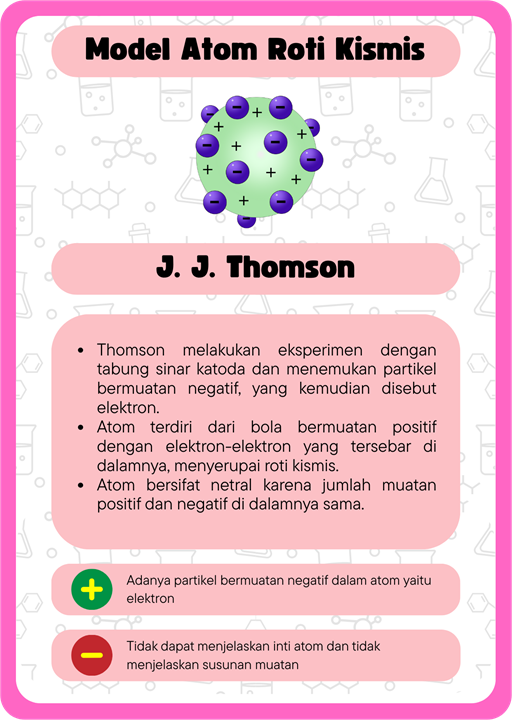 Model Atom Roti Kismis
J. J. Thomson
• Thomson melakukan eksperimen dengan
tabung sinar katoda dan menemukan partikel
bermuatan negatif, yang kemudian disebut
elektron.
• Atom terdiri dari bola bermuatan positif
dengan elektron-elektron yang tersebar di
dalamnya, menyerupai roti kismis.
• Atom bersifat netral karena jumlah muatan
positif dan negatif di dalamnya sama.
Adanya partikel bermuatan negatif dalam atom yaitu
elektron
Tidak dapat menjelaskan inti atom dan tidak
menjelaskan susunan muatan